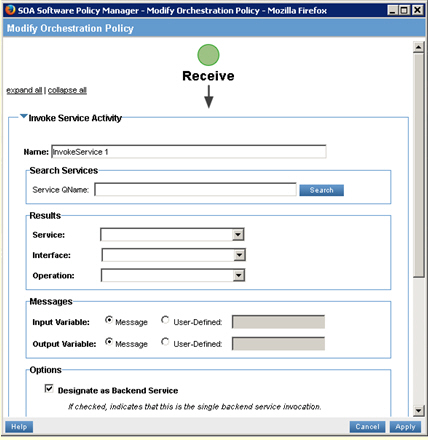 SOA Software Policy Manager - Modify Orchestration Policy - Mozilla Firefox
Modify Orchestration Policy
Receive
expand all | collapse all
Invoke Service Activity
Name: InvokeService 1
Search Services
Service QName: Search
Results
Service:
Interface:
Operation:
Messages
Input Variable: Message User-Defined:
Output Variable: Message User-Defined:
Options
Designate as Backend Service
If checked, indicates that this is the single backend service invocation.
Help Cancel Apply